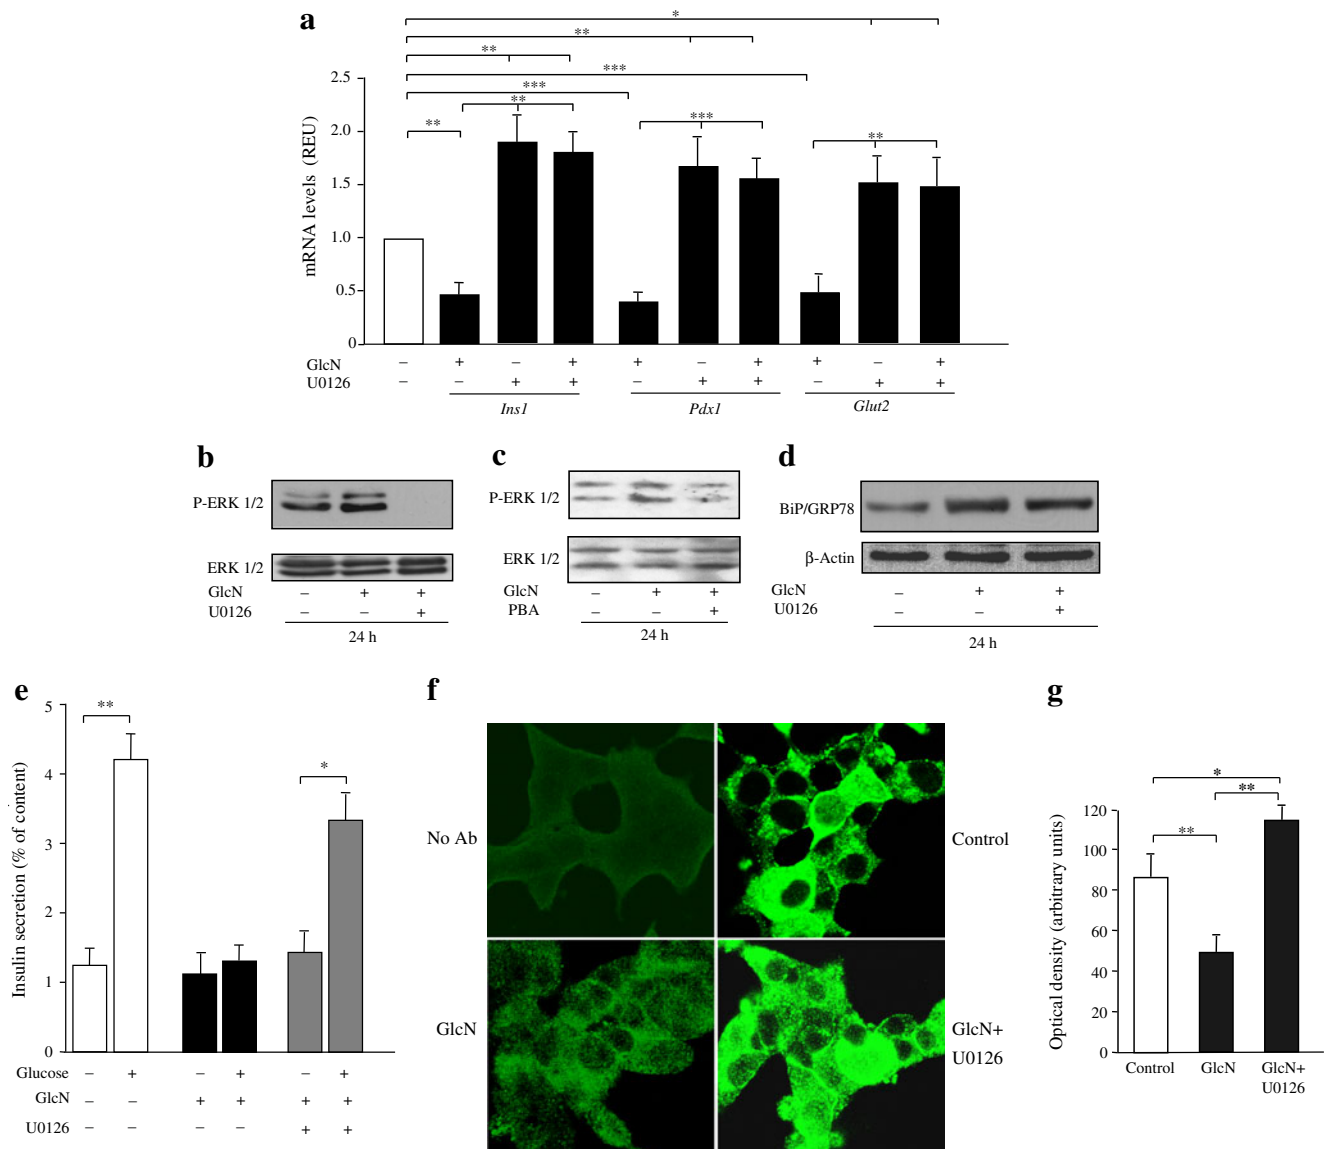 a
*
**
**
***
***
**
**
***
**
2.5
2.0
1.5
1.0
0.5
0
mRNA levels (REU)
GlcN – + – + + – + + – +
U0126 – – + + – + + – + +
Ins1 Pdx1 Glut2
b
P-ERK 1/2
ERK 1/2
GlcN – + +
U0126 – – +
24 h
c
P-ERK 1/2
ERK 1/2
GlcN – + +
PBA – – +
24 h
d
BiP/GRP78
β-Actin
GlcN – + +
U0126 – – +
24 h
e
**
*
5
4
3
2
1
0
Insulin secretion (% of content)
Glucose – + – + – +
GlcN – – + + + +
U0126 – – – – + +
f
No Ab
Control
GlcN
GlcN+
U0126
g
*
**
**
120
100
80
60
40
20
0
Optical density (arbitrary units)
Control GlcN GlcN+
U0126